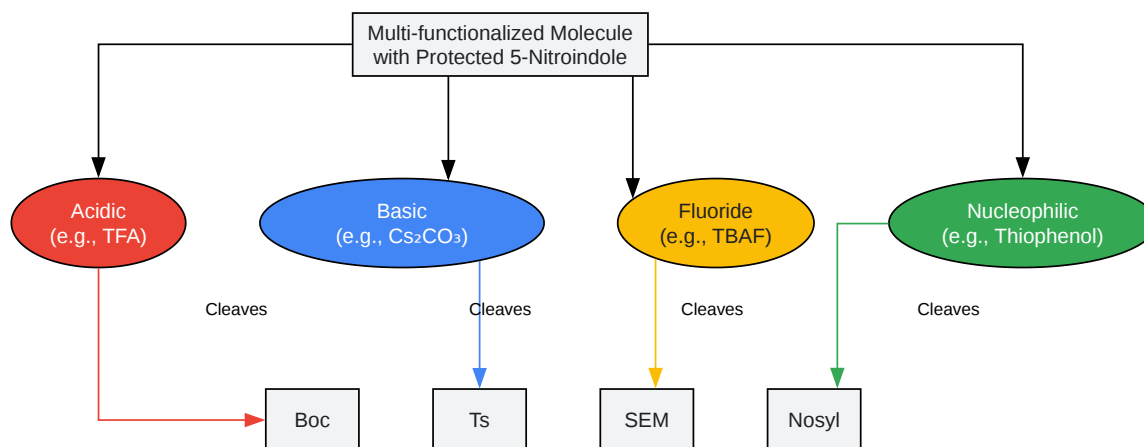 Multi-functionalized Molecule
with Protected 5-Nitroindole
Acidic
(e.g., TFA)
Basic
(e.g., Cs₂CO₃)
Fluoride
(e.g., TBAF)
Nucleophilic
(e.g., Thiophenol)
Cleaves
Cleaves
Cleaves
Cleaves
Boc
Ts
SEM
Nosyl